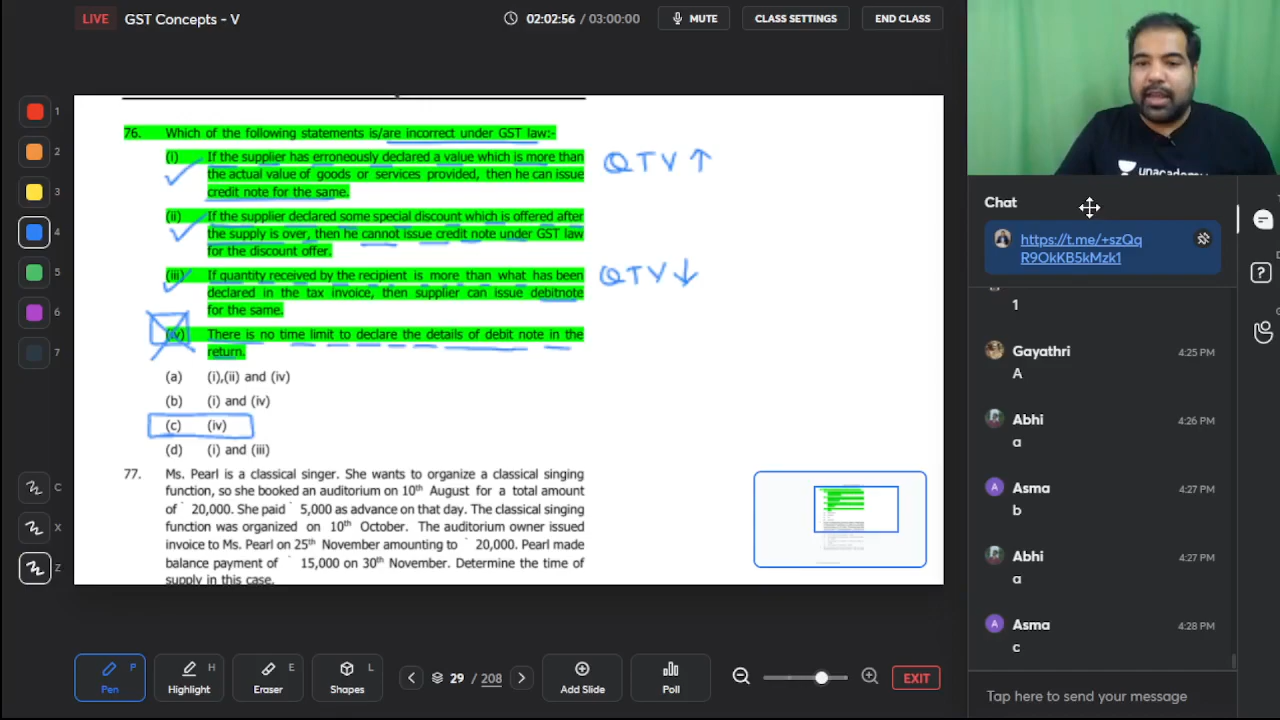 LIVE GST Concepts - V 02:02:56 / 03:00:00 MUTE CLASS SETTINGS END CLASS
1
2
3
4
5
6
7
C
X
Z
76. Which of the following statements is/are incorrect under GST law:-
(i) If the supplier has erroneously declared a value which is more than
the actual value of goods or services provided, then he can issue
credit note for the same.
QTV ↑
(ii) If the supplier declared some special discount which is offered after
the supply is over, then he cannot issue credit note under GST law
for the discount offer.
(iii) If quantity received by the recipient is more than what has been
declared in the tax invoice, then supplier can issue debitnote
for the same.
QTV ↓
(iv) There is no time limit to declare the details of debit note in the
return.
(a) (i),(ii) and (iv)
(b) (i) and (iv)
(c) (iv)
(d) (i) and (iii)
77. Ms. Pearl is a classical singer. She wants to organize a classical singing
function, so she booked an auditorium on 10th August for a total amount
of ` 20,000. She paid ` 5,000 as advance on that day. The classical singing
function was organized on 10th October. The auditorium owner issued
invoice to Ms. Pearl on 25th November amounting to ` 20,000. Pearl made
balance payment of ` 15,000 on 30th November. Determine the time of
supply in this case.
unacademy
Chat
https://t.me/+szQq
R9OkKB5kMzk1
1
Gayathri 4:25 PM
A
Abhi 4:26 PM
a
A Asma 4:27 PM
b
Abhi 4:27 PM
a
A Asma 4:28 PM
c
Tap here to send your message
P Pen
H Highlight
E Eraser
L Shapes
29 / 208
Add Slide
Poll
EXIT